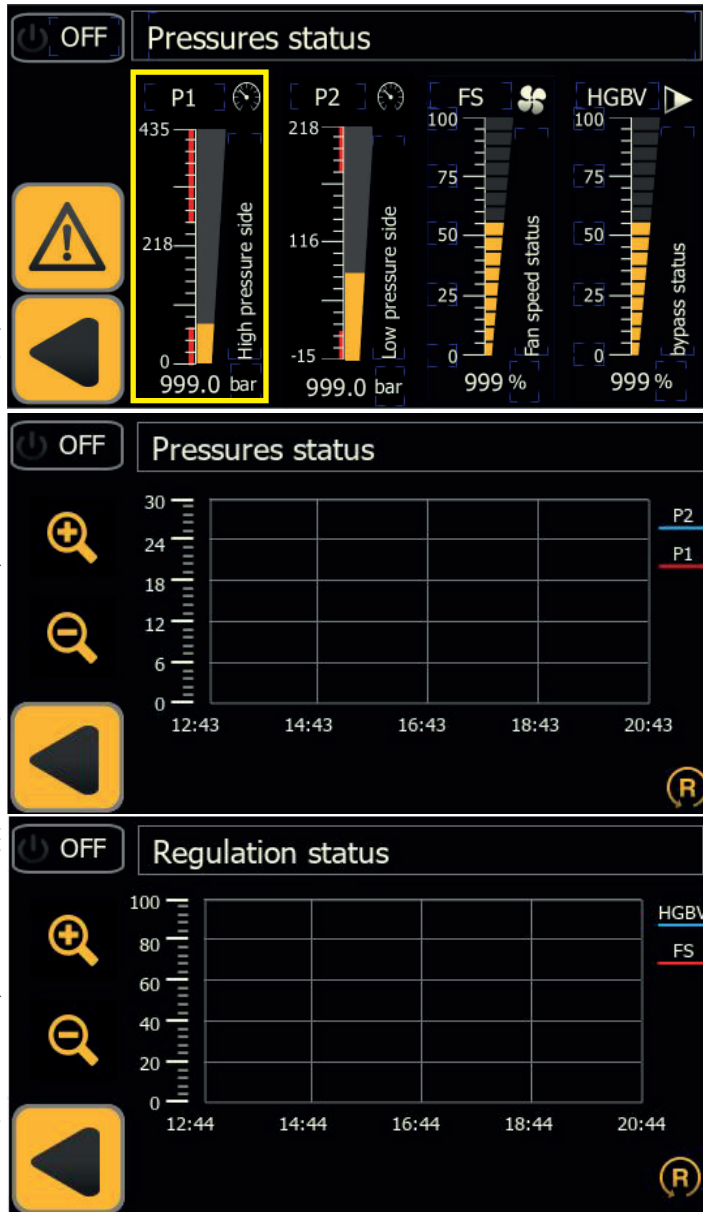 OFF
Pressures status
P1
435
218
0
High pressure side
999.0 bar
P2
218
116
-15
Low pressure side
999.0 bar
FS
100
75
50
25
0
Fan speed status
999 %
HGBV
100
75
50
25
0
bypass status
999 %
OFF
Pressures status
30
24
18
12
6
0
12:43 14:43 16:43 18:43 20:43
P2
P1
R
OFF
Regulation status
100
80
60
40
20
0
12:44 14:44 16:44 18:44 20:44
HGBV
FS
R